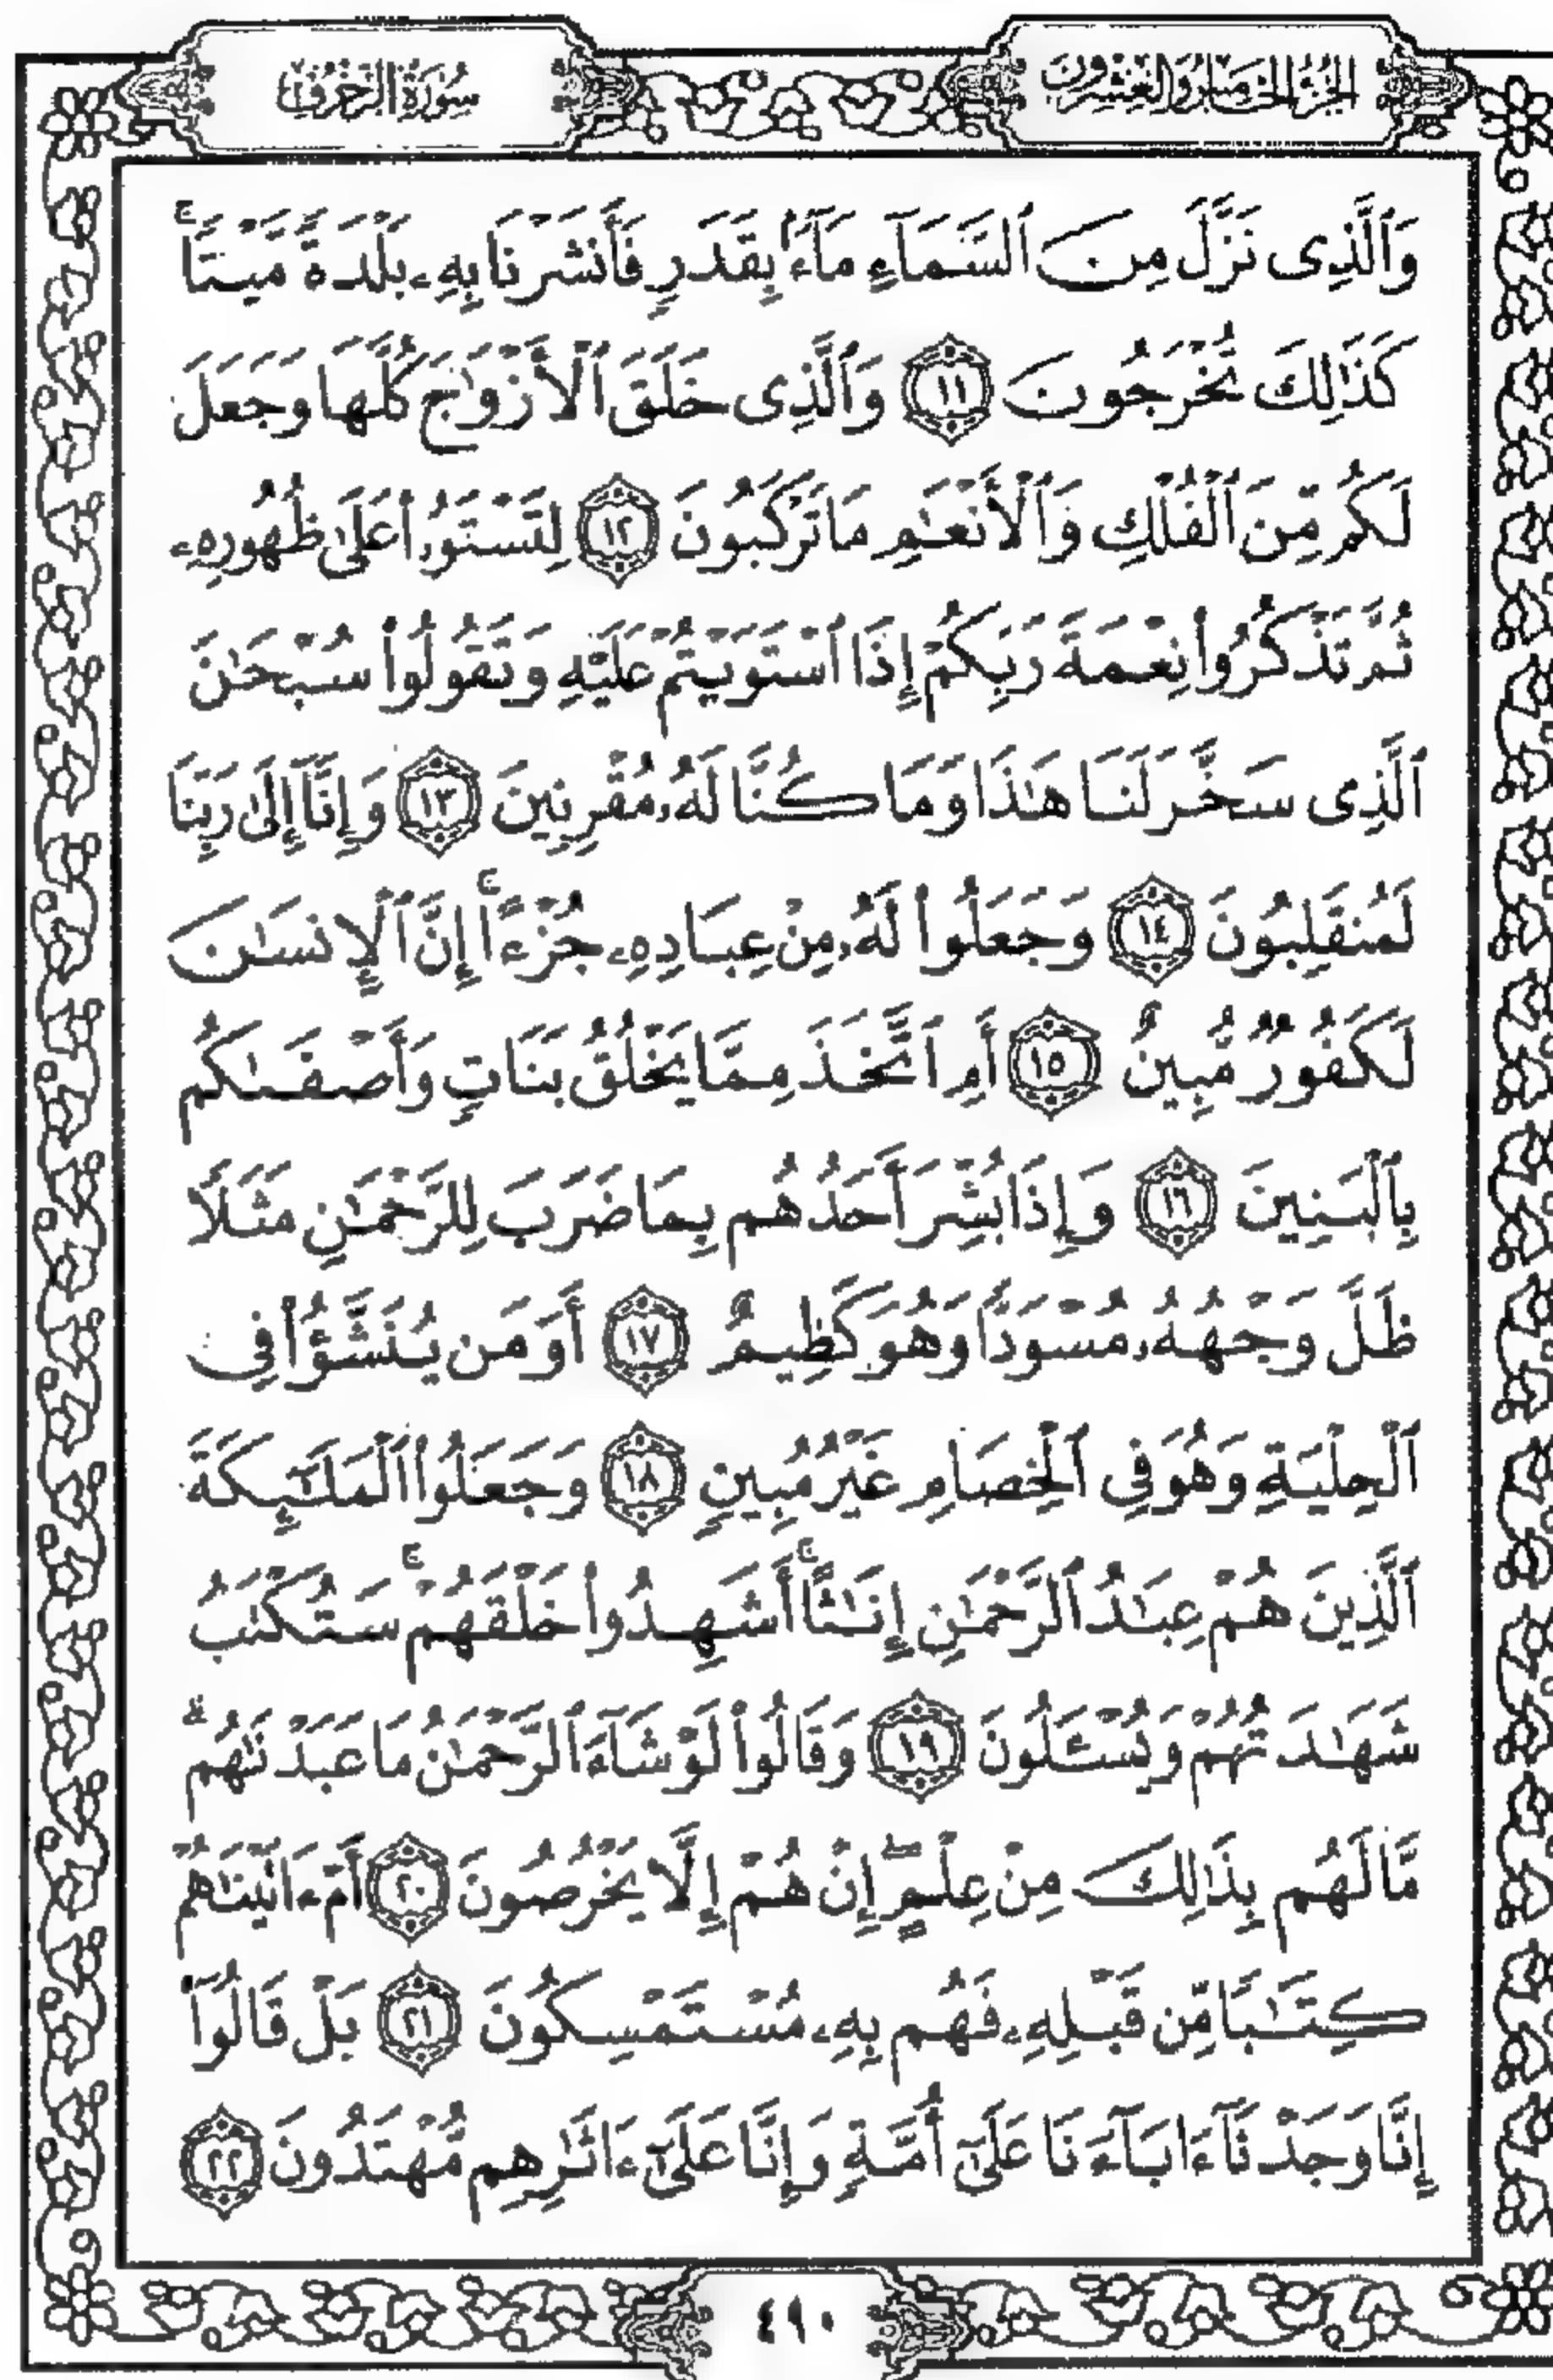 الجزء الخامس والعشرون
سورة الزخرف
وَٱلَّذِى نَزَّلَ مِنَ ٱلسَّمَآءِ مَآءًۢ بِقَدَرٍ فَأَنشَرْنَا بِهِۦ بَلْدَةً مَّيْتًا ۚ
كَذَٰلِكَ تُخْرَجُونَ ١١ وَٱلَّذِى خَلَقَ ٱلْأَزْوَٰجَ كُلَّهَا وَجَعَلَ
لَكُم مِّنَ ٱلْفُلْكِ وَٱلْأَنْعَٰمِ مَا تَرْكَبُونَ ١٢ لِتَسْتَوُۥا۟ عَلَىٰ ظُهُورِهِۦ
ثُمَّ تَذْكُرُوا۟ نِعْمَةَ رَبِّكُمْ إِذَا ٱسْتَوَيْتُمْ عَلَيْهِ وَتَقُولُوا۟ سُبْحَٰنَ
ٱلَّذِى سَخَّرَ لَنَا هَٰذَا وَمَا كُنَّا لَهُۥ مُقْرِنِينَ ١٣ وَإِنَّآ إِلَىٰ رَبِّنَا
لَمُنقَلِبُونَ ١٤ وَجَعَلُوا۟ لَهُۥ مِنْ عِبَادِهِۦ جُزْءًا ۚ إِنَّ ٱلْإِنسَٰنَ
لَكَفُورٌ مُّبِينٌ ١٥ أَمِ ٱتَّخَذَ مِمَّا يَخْلُقُ بَنَاتٍ وَأَصْفَىٰكُم
بِٱلْبَنِينَ ١٦ وَإِذَا بُشِّرَ أَحَدُهُم بِمَا ضَرَبَ لِلرَّحْمَٰنِ مَثَلًا
ظَلَّ وَجْهُهُۥ مُسْوَدًّا وَهُوَ كَظِيمٌ ١٧ أَوَمَن يُنَشَّؤُا۟ فِى
ٱلْحِلْيَةِ وَهُوَ فِى ٱلْخِصَامِ غَيْرُ مُبِينٍ ١٨ وَجَعَلُوا۟ ٱلْمَلَٰٓئِكَةَ
ٱلَّذِينَ هُمْ عِبَٰدُ ٱلرَّحْمَٰنِ إِنَٰثًا ۚ أَشَهِدُوا۟ خَلْقَهُمْ ۚ سَتُكْتَبُ
شَهَٰدَتُهُمْ وَيُسْـَٔلُونَ ١٩ وَقَالُوا۟ لَوْ شَآءَ ٱلرَّحْمَٰنُ مَا عَبَدْنَٰهُم ۗ
مَّا لَهُم بِذَٰلِكَ مِنْ عِلْمٍ ۖ إِنْ هُمْ إِلَّا يَخْرُصُونَ ٢٠ أَمْ ءَاتَيْنَٰهُمْ
كِتَٰبًا مِّن قَبْلِهِۦ فَهُم بِهِۦ مُسْتَمْسِكُونَ ٢١ بَلْ قَالُوٓا۟
إِنَّا وَجَدْنَآ ءَابَآءَنَا عَلَىٰٓ أُمَّةٍ وَإِنَّا عَلَىٰٓ ءَاثَٰرِهِم مُّهْتَدُونَ ٢٢
٤٩٠